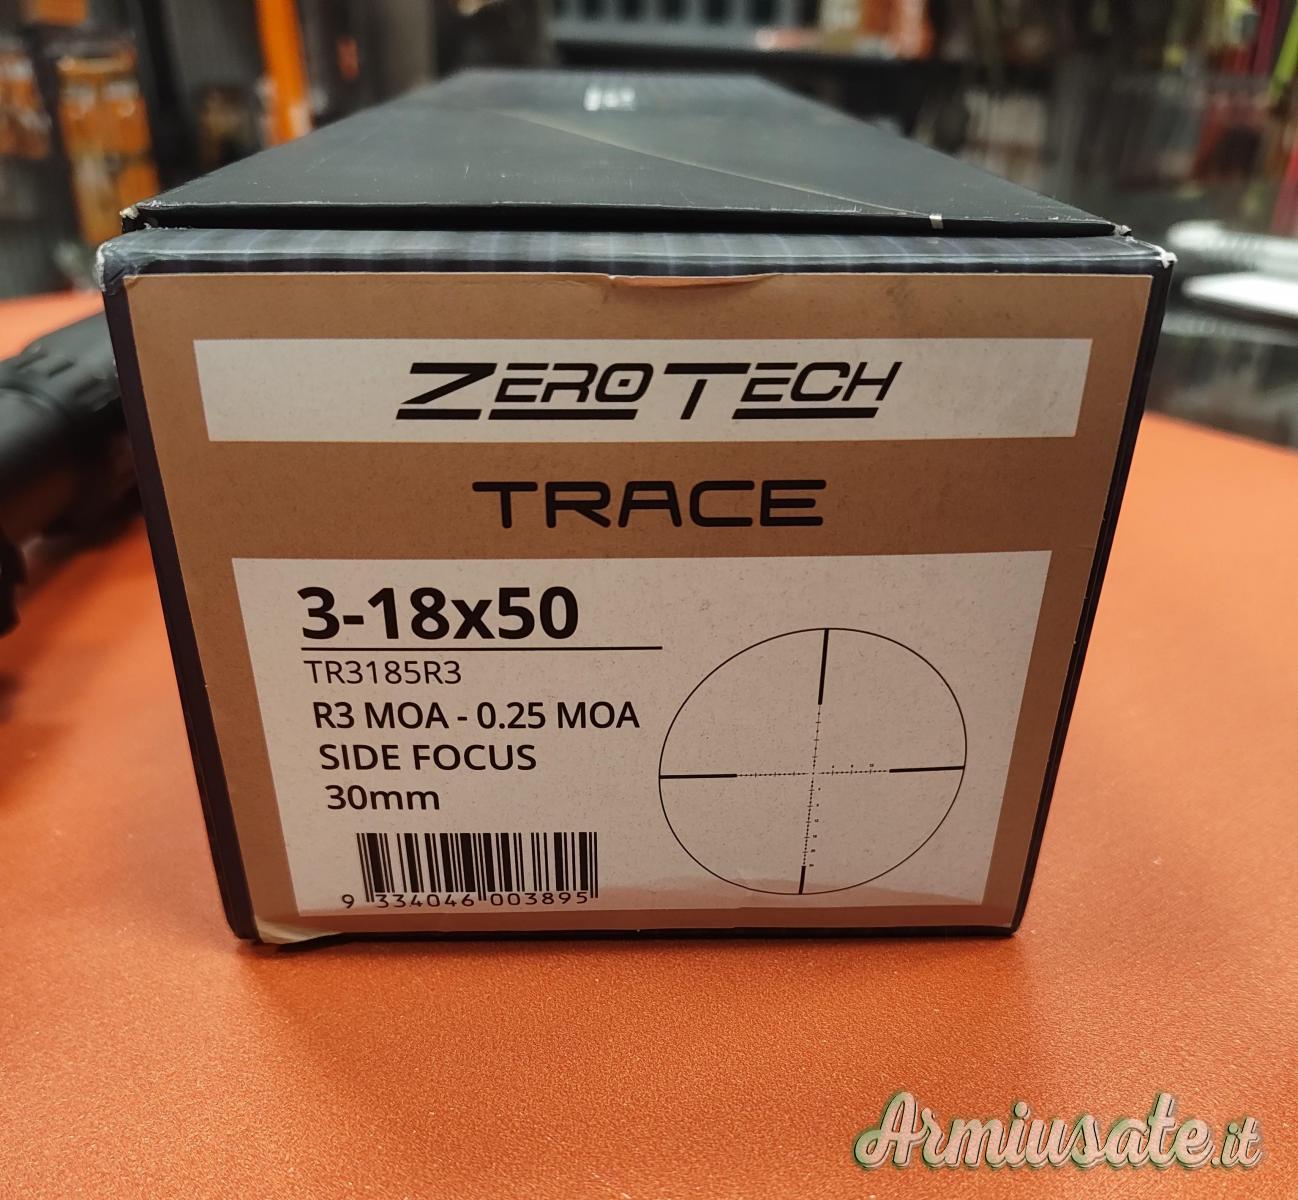 ZEROTECH
TRACE
3-18x50
TR3185R3
R3 MOA - 0.25 MOA
SIDE FOCUS
30mm
9 334046 003895
Armiusate.it